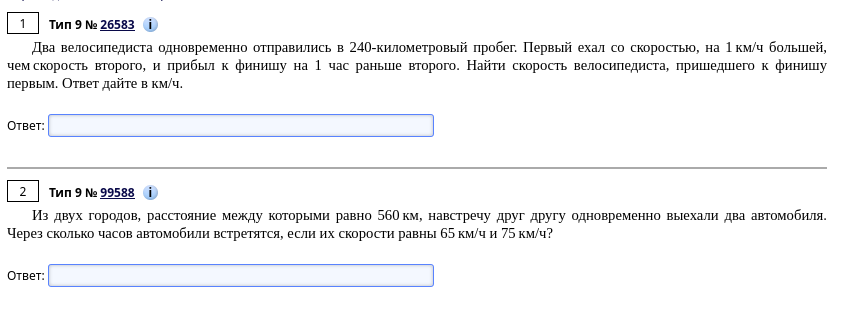 1 Тип 9 № 26583 i
Два велосипедиста одновременно отправились в 240-километровый пробег. Первый ехал со скоростью, на 1 км/ч большей,
чем скорость второго, и прибыл к финишу на 1 час раньше второго. Найти скорость велосипедиста, пришедшего к финишу
первым. Ответ дайте в км/ч.
Ответ:
2 Тип 9 № 99588 i
Из двух городов, расстояние между которыми равно 560 км, навстречу друг другу одновременно выехали два автомобиля.
Через сколько часов автомобили встретятся, если их скорости равны 65 км/ч и 75 км/ч?
Ответ: